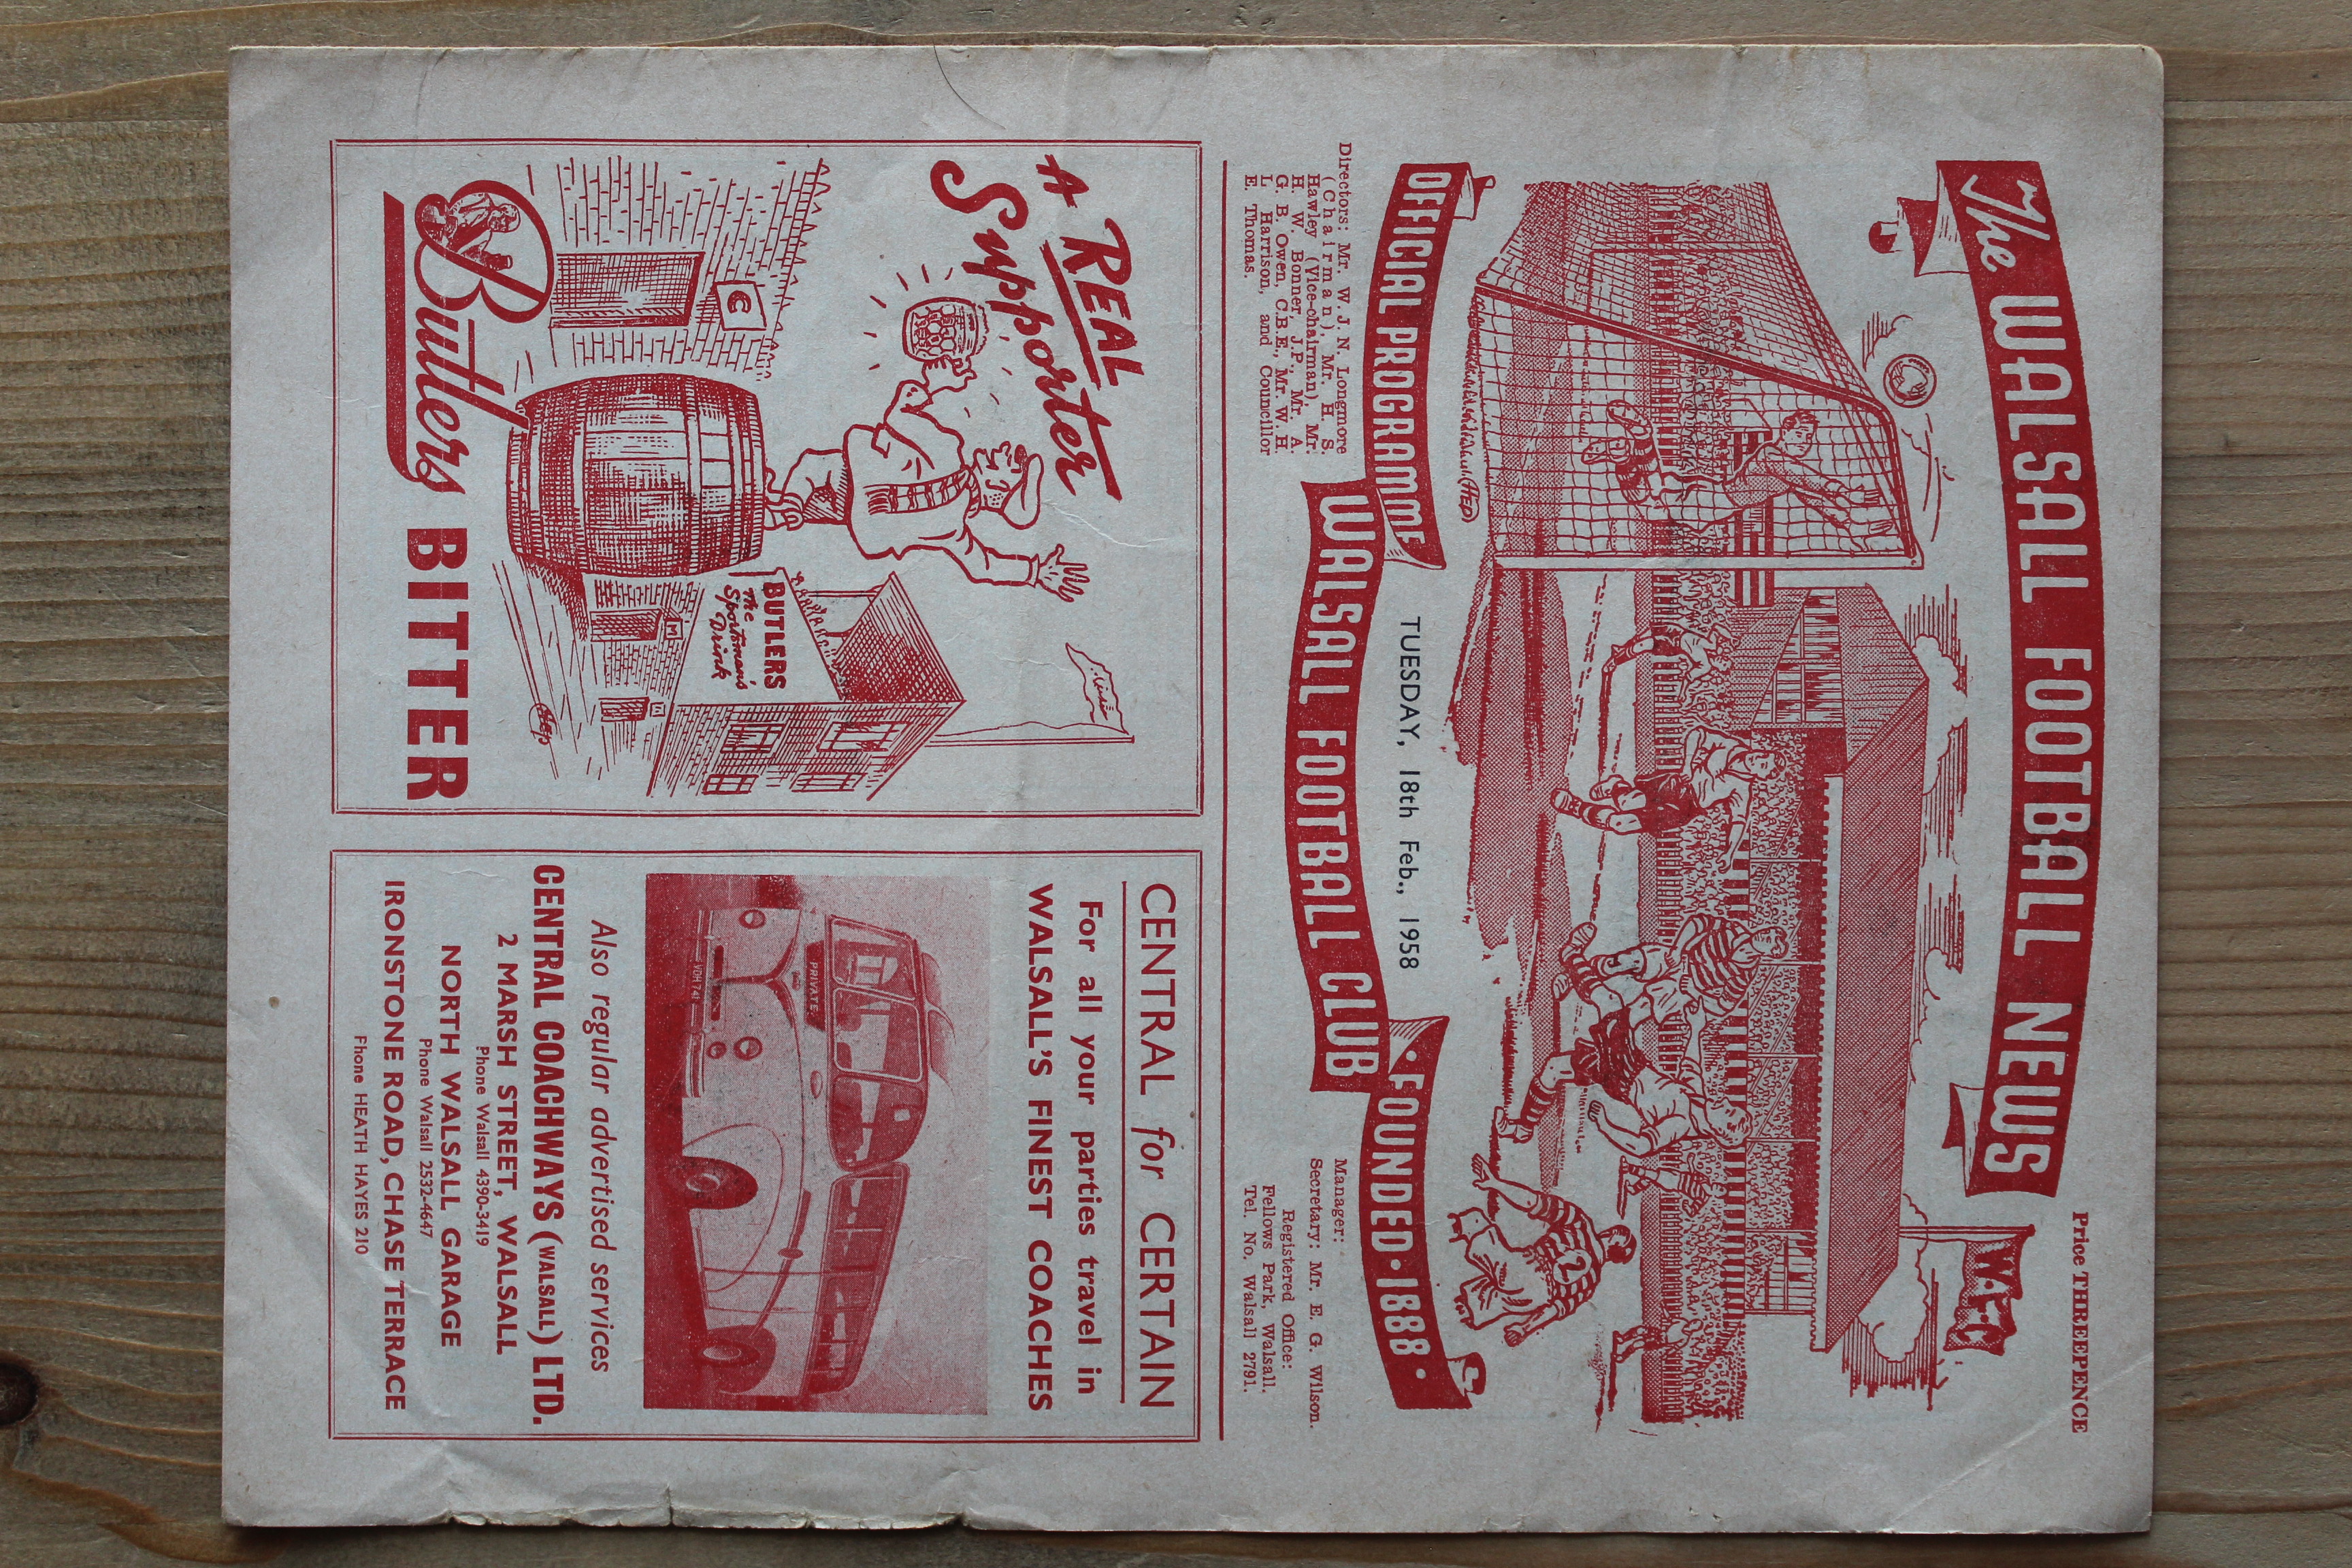 Price THREEPENCE
The WALSALL FOOTBALL NEWS
W.F.C
2
OFFICIAL PROGRAMME
FOUNDED · 1888 ·
TUESDAY, 18th Feb., 1958
WALSALL FOOTBALL CLUB
Directors: Mr. W. J. N. Longmore
(Chairman), Mr. H. S.
Hawley (Vice-chairman), Mr.
H. W. Bonner, J.P., Mr. A.
G. B. Owen, C.B.E., Mr. W. H.
L. Harrison, and Councillor
E. Thomas.
Manager:
Secretary: Mr. E. G. Wilson.
Registered Office:
Fellows Park, Walsall.
Tel. No. Walsall 2791.
A REAL
Supporter
BUTLERS
The
Sportman's
Drink
Butlers BITTER
CENTRAL for CERTAIN
For all your parties travel in
WALSALL'S FINEST COACHES
PRIVATE
Also regular advertised services
CENTRAL COACHWAYS (WALSALL) LTD.
2 MARSH STREET, WALSALL
Phone Walsall 4390-3419
NORTH WALSALL GARAGE
Phone Walsall 2532-4647
IRONSTONE ROAD, CHASE TERRACE
Phone HEATH HAYES 210